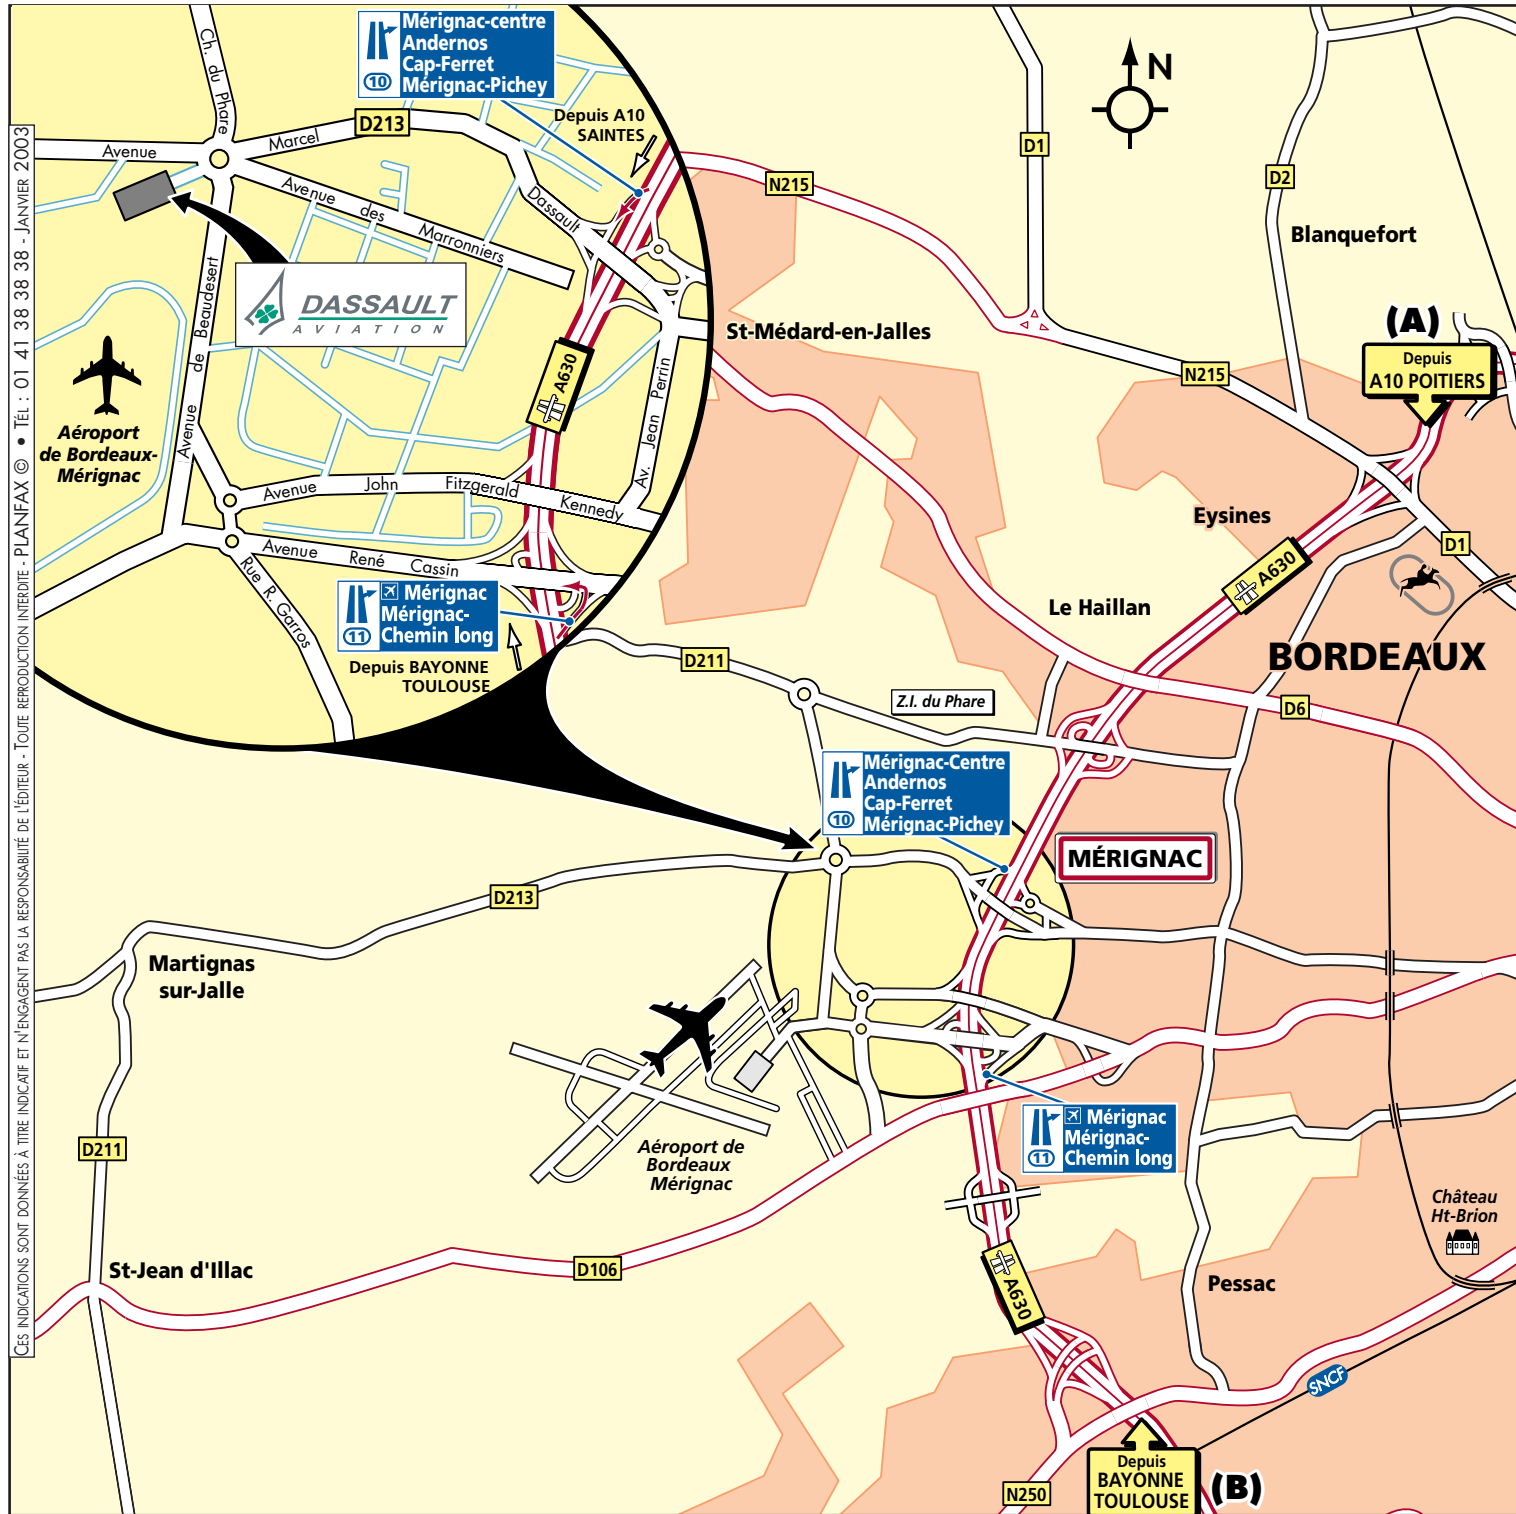 Mérignac-centre
Andernos
Cap-Ferret
Mérignac-Pichey
10
Depuis A10
SAINTES
Ch. du Phare
D213
Avenue
Marcel
Dassault
Avenue des Marronniers
DASSAULT
AVIATION
Avenue de Beaudesert
A630
Av. Jean Perrin
Aéroport
de Bordeaux-
Mérignac
Avenue John Fitzgerald Kennedy
Avenue René Cassin
Rue R. Garros
11
Mérignac
Mérignac-
Chemin long
Depuis BAYONNE
TOULOUSE
N
D1
D2
N215
Blanquefort
St-Médard-en-Jalles
(A)
Depuis
A10 POITIERS
N215
Eysines
D1
A630
Le Haillan
BORDEAUX
D211
Z.I. du Phare
D6
Mérignac-Centre
Andernos
Cap-Ferret
Mérignac-Pichey
10
MÉRIGNAC
D213
Martignas
sur-Jalle
D211
Aéroport de
Bordeaux
Mérignac
11
Mérignac
Mérignac-
Chemin long
Château
Ht-Brion
St-Jean d'Illac
D106
A630
Pessac
SNCF
N250
Depuis
BAYONNE
TOULOUSE
(B)
CES INDICATIONS SONT DONNÉES À TITRE INDICATIF ET N'ENGAGENT PAS LA RESPONSABILITÉ DE L'ÉDITEUR - TOUTE REPRODUCTION INTERDITE - PLANFAX © • TÉL : 01 41 38 38 38 - JANVIER 2003